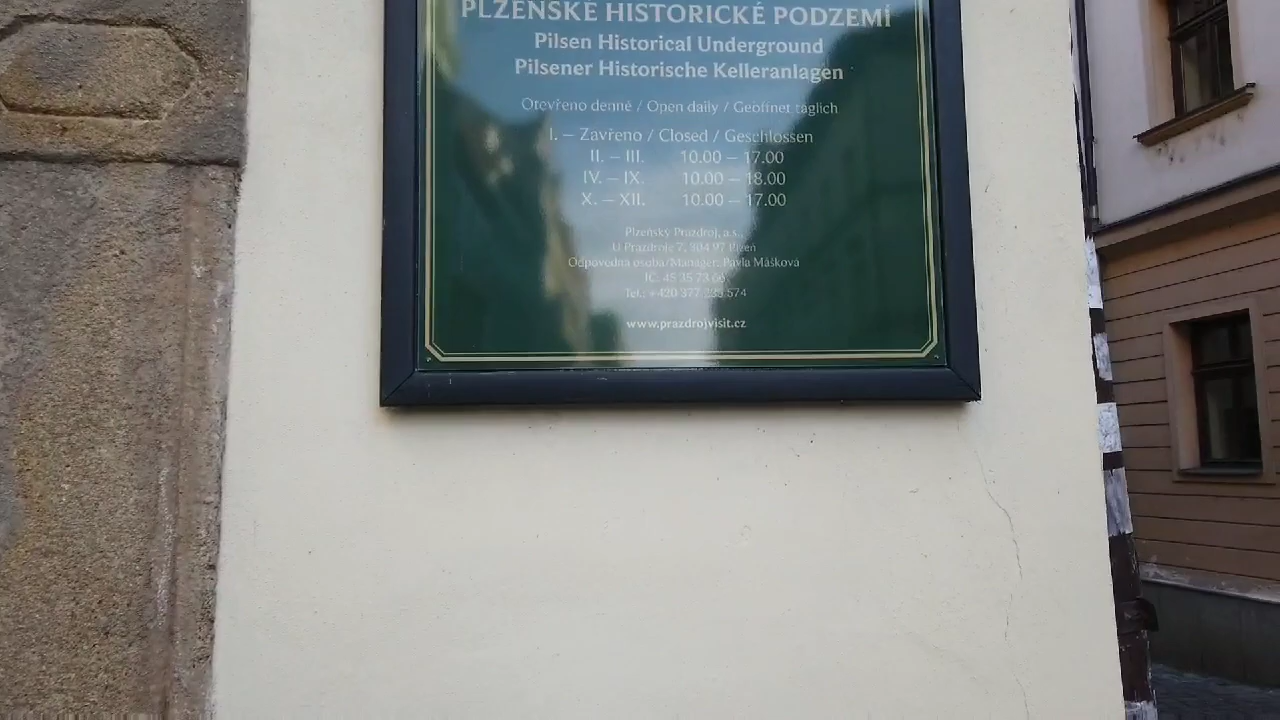 PLZEŇSKÉ HISTORICKÉ PODZEMÍ
Pilsen Historical Underground
Pilsener Historische Kelleranlagen
Otevřeno denně / Open daily / Geöffnet täglich
I. – Zavřeno / Closed / Geschlossen
II. – III. 10.00 – 17.00
IV. – IX. 10.00 – 18.00
X. – XII. 10.00 – 17.00
Plzeňský Prazdroj, a.s.,
U Prazdroje 7, 304 97 Plzeň
Odpovědná osoba/Manager: Pavla Mášková
IČ: 45 35 73 66
Tel.: +420 377 235 574
www.prazdrojvisit.cz